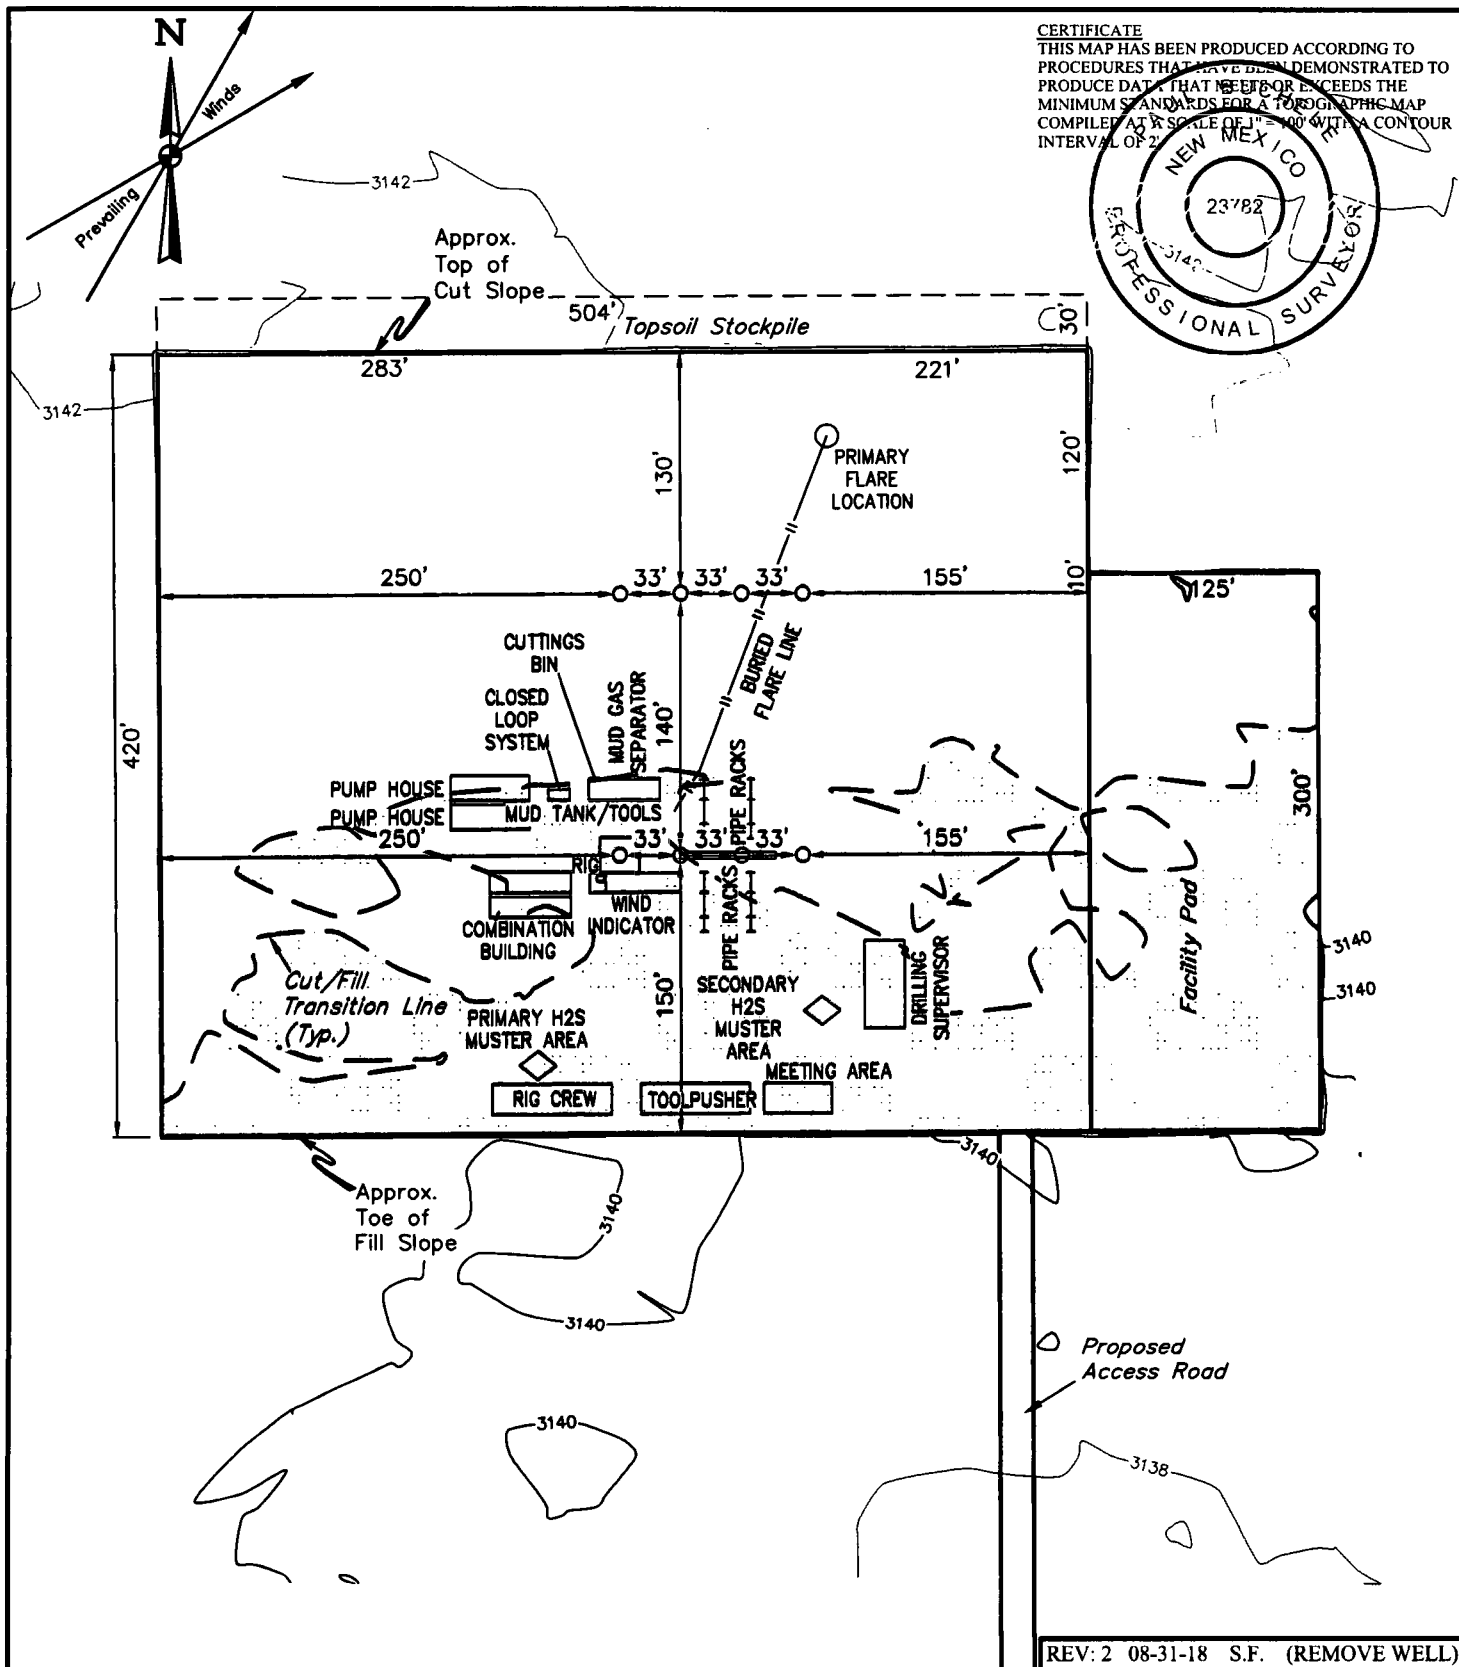 N
Winds
Prevailing
CERTIFICATE
THIS MAP HAS BEEN PRODUCED ACCORDING TO
PROCEDURES THAT HAVE BEEN DEMONSTRATED TO
PRODUCE DATA THAT MEETS OR EXCEEDS THE
MINIMUM STANDARDS FOR A TOPOGRAPHIC MAP
COMPILED AT A SCALE OF 1" = 100' WITH A CONTOUR
INTERVAL OF 2'.
PAUL BUCHELE
NEW MEXICO
23782
PROFESSIONAL SURVEYOR
3142
3142
3142
Approx.
Top of
Cut Slope
504'
Topsoil Stockpile
30'
283'
221'
130'
120'
PRIMARY
FLARE
LOCATION
250'
33'
33'
33'
155'
10'
125'
420'
CUTTINGS
BIN
CLOSED
LOOP
SYSTEM
MUD GAS
SEPARATOR
140'
BURIED
FLARE LINE
PIPE RACKS
PUMP HOUSE
PUMP HOUSE
MUD TANK/TOOLS
300'
250'
33'
33'
33'
155'
RIG
WIND
INDICATOR
COMBINATION
BUILDING
PIPE RACKS
Cut/Fill
Transition Line
(Typ.)
PRIMARY H2S
MUSTER AREA
150'
SECONDARY
H2S
MUSTER
AREA
DRILLING
SUPERVISOR
Facility Pad
3140
3140
MEETING AREA
RIG CREW
TOOLPUSHER
3140
Approx.
Toe of
Fill Slope
3140
3140
Proposed
Access Road
3140
3138
REV: 2 08-31-18 S.F. (REMOVE WELL)